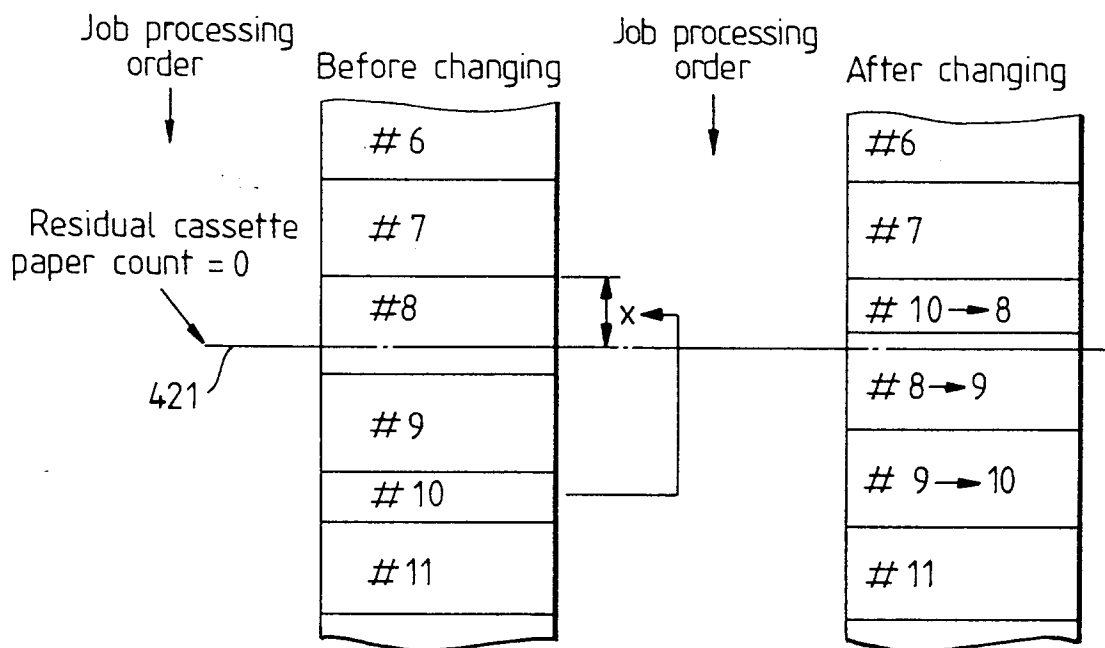 Job processing
order
Before changing
Job processing
order
After changing
# 6
# 7
#8
# 9
# 10
# 11
Residual cassette
paper count = 0
421
x
#6
#7
# 10→8
# 8→9
# 9→10
#11